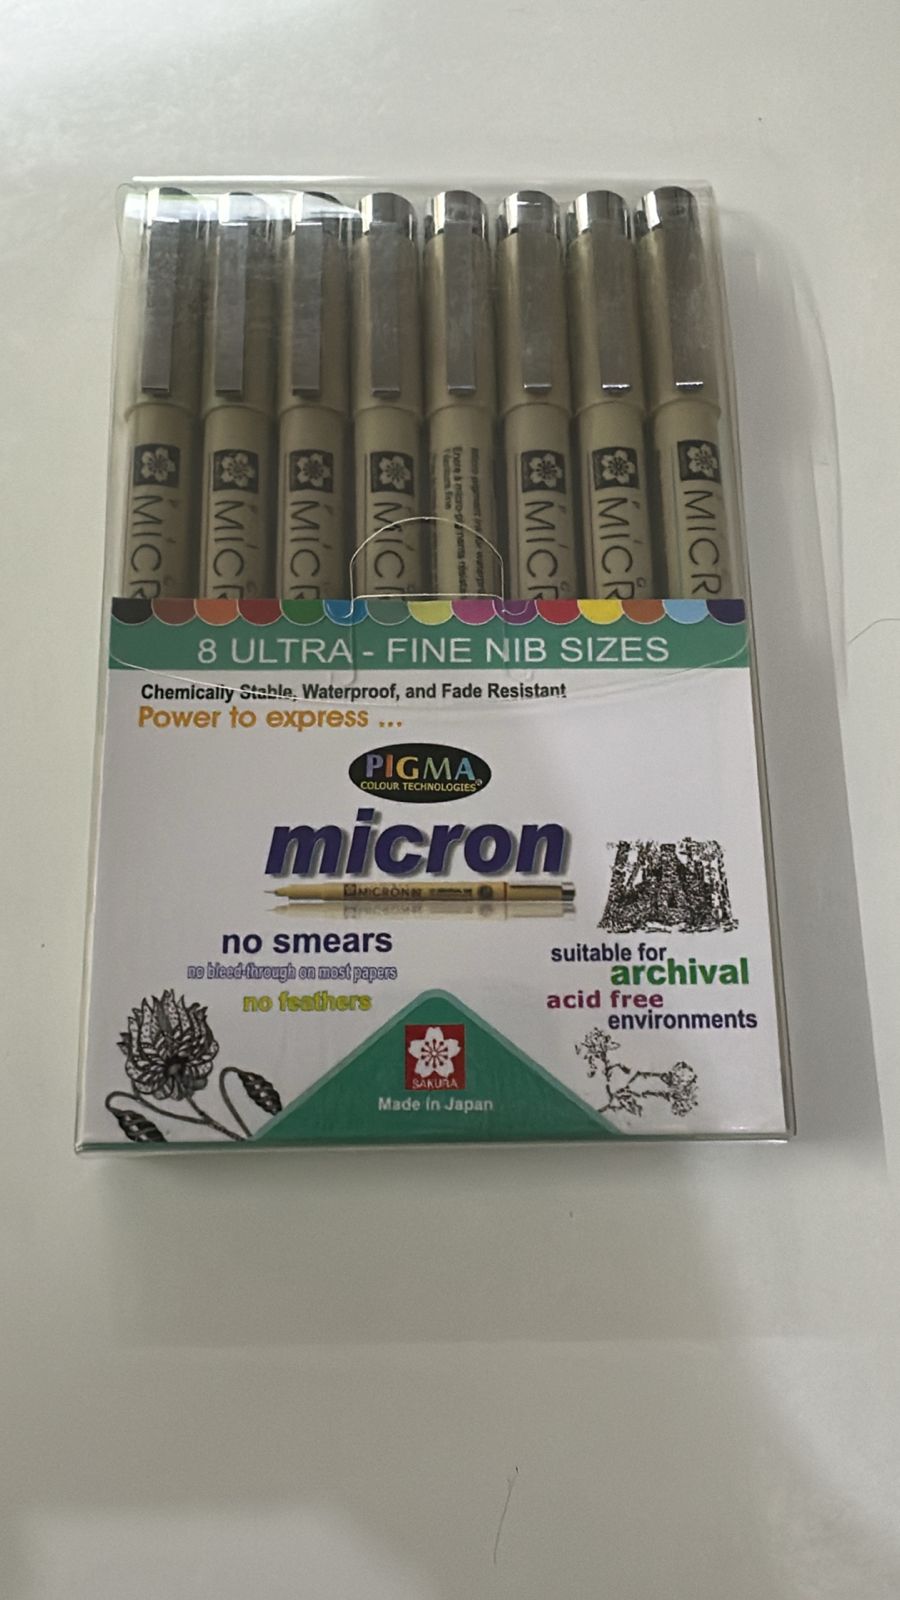 MICR
MICR
MICR
MICR
MICR
MICR
MICR
8 ULTRA - FINE NIB SIZES
Chemically Stable, Waterproof, and Fade Resistant
Power to express ...
PIGMA
COLOUR TECHNOLOGIES
micron
MICRON
no smears
no bleed-through on most papers
no feathers
suitable for
archival
acid free
environments
SAKURA
Made in Japan